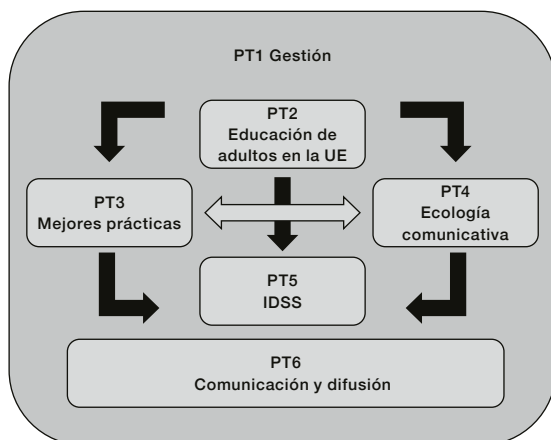 PT1 Gestión
PT2
Educación de
adultos en la UE
PT3
Mejores prácticas
PT4
Ecología
comunicativa
PT5
IDSS
PT6
Comunicación y difusión